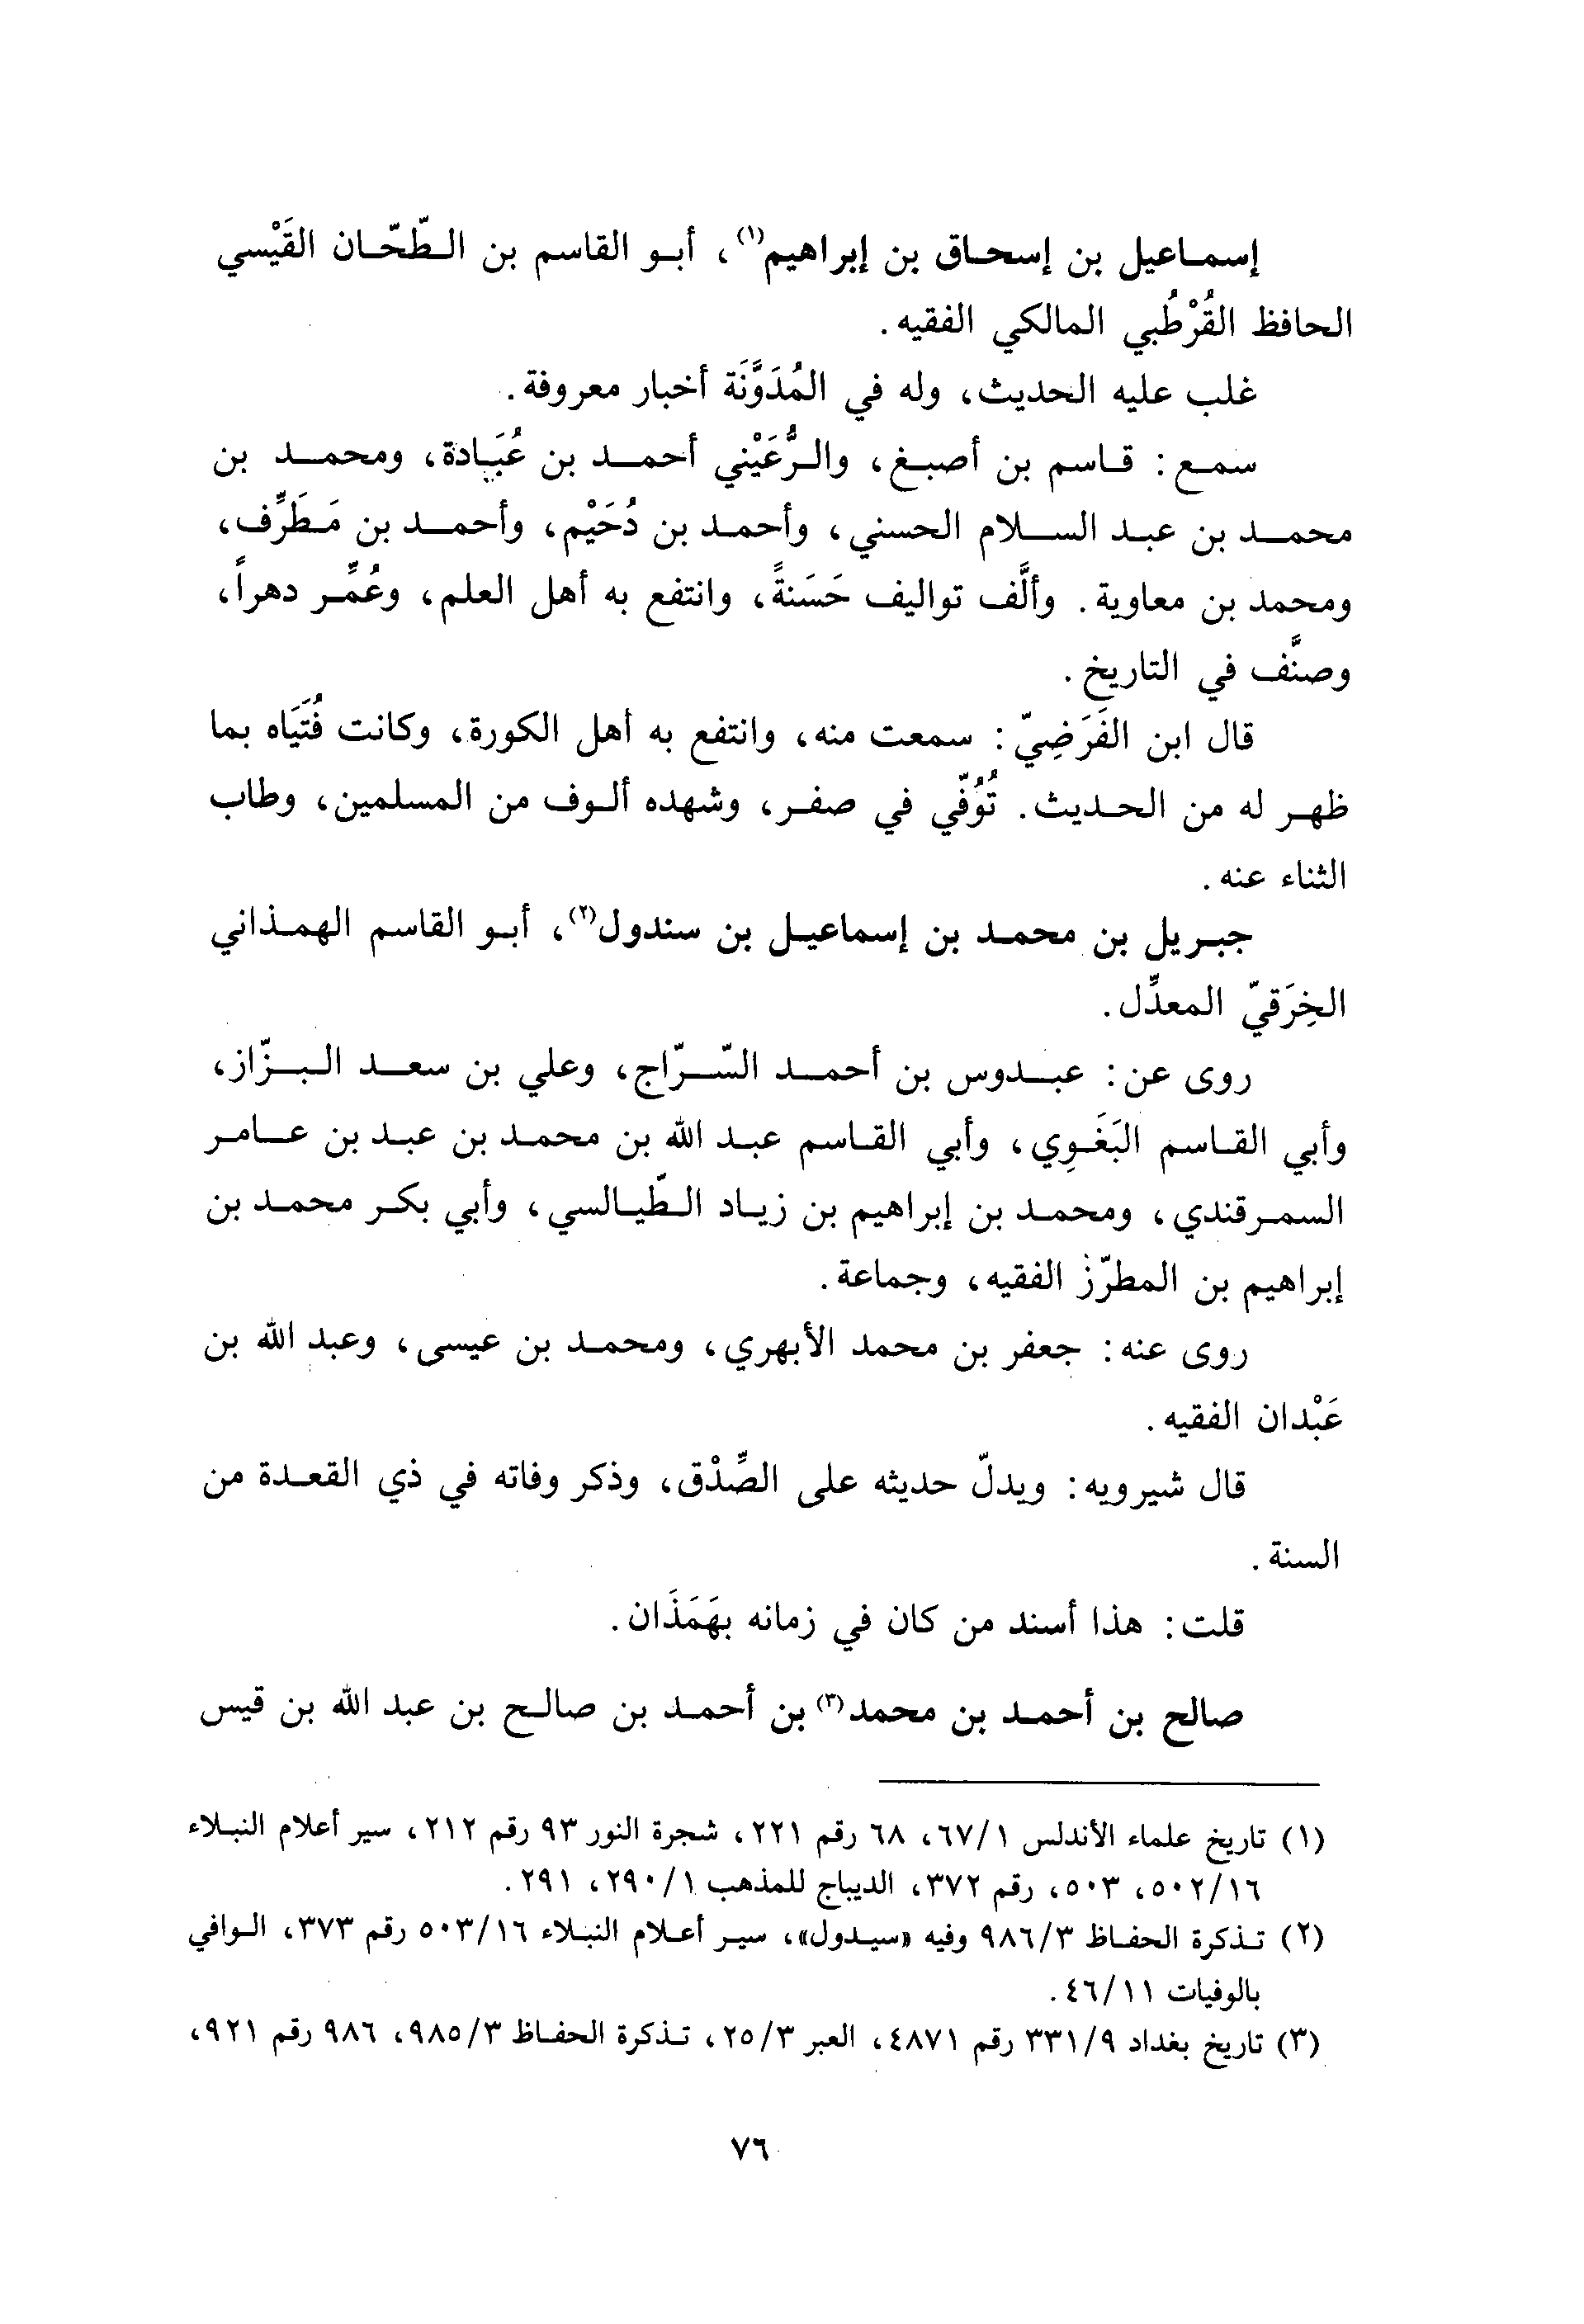 إسماعيل بن إسحاق بن إبراهيم(١)، أبو القاسم بن الطّحّان القَيْسي
الحافظ القُرْطُبي المالكي الفقيه.
غلب عليه الحديث، وله في المُدَوَّنَة أخبار معروفة.
سمع: قاسم بن أصبغ، والرُّعَيْني أحمد بن عُبَادة، ومحمد بن
محمد بن عبد السلام الحسني، وأحمد بن دُحَيْم، وأحمد بن مَطَرِّف،
ومحمد بن معاوية. وألَّف تواليف حَسَنةً، وانتفع به أهل العلم، وعُمِّر دهراً،
وصنَّف في التاريخ.
قال ابن الفَرَضِيّ: سمعت منه، وانتفع به أهل الكورة، وكانت فُتَيَاه بما
ظهر له من الحديث. تُوُفّي في صفر، وشهده ألوف من المسلمين، وطاب
الثناء عنه.
جبريل بن محمد بن إسماعيل بن سندول(٢)، أبو القاسم الهمذاني
الخِرَقيّ المعدِّل.
روى عن: عبدوس بن أحمد السّرّاج، وعلي بن سعد البزّاز،
وأبي القاسم البَغَوِي، وأبي القاسم عبد الله بن محمد بن عبد بن عامر
السمرقندي، ومحمد بن إبراهيم بن زياد الطّيالسي، وأبي بكر محمد بن
إبراهيم بن المطرّز الفقيه، وجماعة.
روى عنه: جعفر بن محمد الأبهري، ومحمد بن عيسى، وعبد الله بن
عَبْدان الفقيه.
قال شيرويه: ويدلّ حديثه على الصِّدْق، وذكر وفاته في ذي القعدة من
السنة.
قلت: هذا أسند من كان في زمانه بهَمَذَان.
صالح بن أحمد بن محمد(٣) بن أحمد بن صالح بن عبد الله بن قيس
(١) تاريخ علماء الأندلس ٦٧/١، ٦٨ رقم ٢٢١، شجرة النور ٩٣ رقم ٢١٢، سير أعلام النبلاء
٥٠٢/١٦، ٥٠٣، رقم ٣٧٢، الديباج للمذهب ٢٩٠/١، ٢٩١.
(٢) تذكرة الحفاظ ٩٨٦/٣ وفيه «سيدول»، سير أعلام النبلاء ٥٠٣/١٦ رقم ٣٧٣، الوافي
بالوفيات ٤٦/١١.
(٣) تاريخ بغداد ٣٣١/٩ رقم ٤٨٧١، العبر ٢٥/٣، تذكرة الحفاظ ٩٨٥/٣، ٩٨٦ رقم ٩٢١،
٧٦